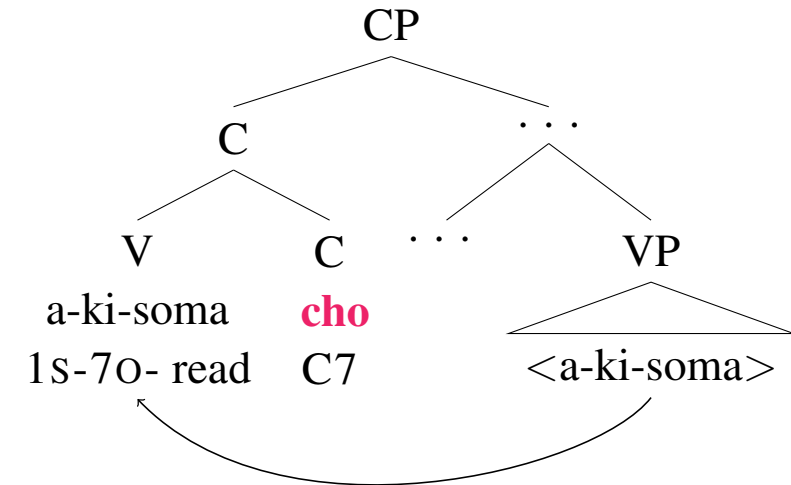 CP
C . . .
V C . . . VP
a-ki-soma cho
1S-7O- read C7 <a-ki-soma>